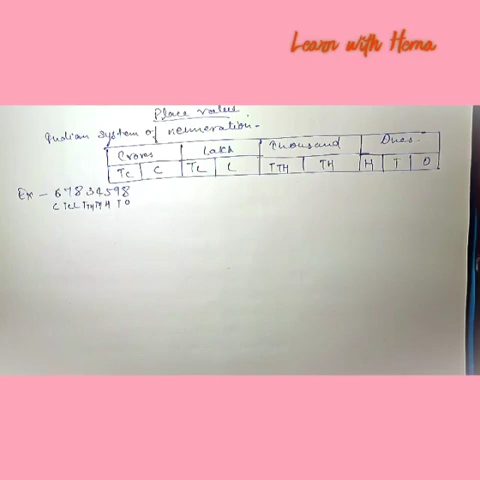 Learn with Hema
Place value
Indian system of numeration.
Crores Lakh Thousand Ones
TC C TL L TTH TH H T O
Ex - 67834598
C TL L TTH TH H T O